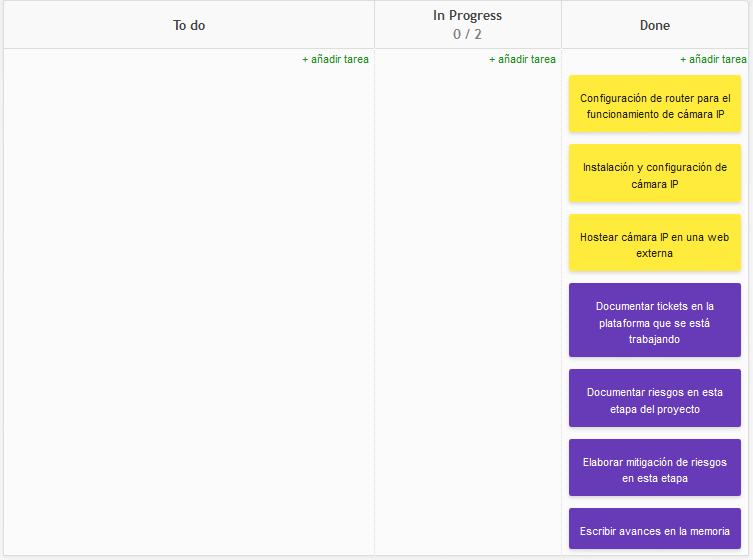 To do
In Progress
0 / 2
Done
+ añadir tarea
+ añadir tarea
+ añadir tarea
Configuración de router para el
funcionamiento de cámara IP
Instalación y configuración de
cámara IP
Hostear cámara IP en una web
externa
Documentar tickets en la
plataforma que se está
trabajando
Documentar riesgos en esta
etapa del proyecto
Elaborar mitigación de riesgos
en esta etapa
Escribir avances en la memoria